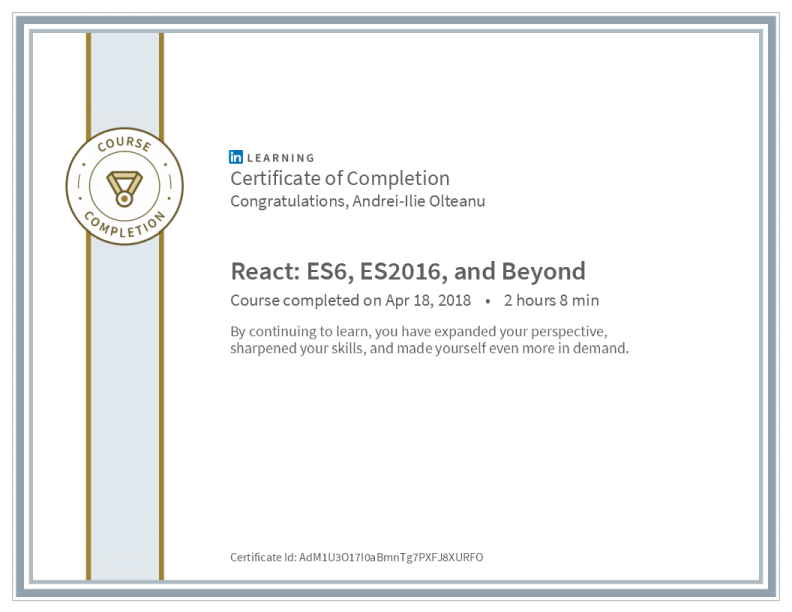 COURSE
COMPLETION
in LEARNING
Certificate of Completion
Congratulations, Andrei-Ilie Olteanu
React: ES6, ES2016, and Beyond
Course completed on Apr 18, 2018 • 2 hours 8 min
By continuing to learn, you have expanded your perspective,
sharpened your skills, and made yourself even more in demand.
Certificate Id: AdM1U3O17I0aBmnTg7PXFJ8XURFO